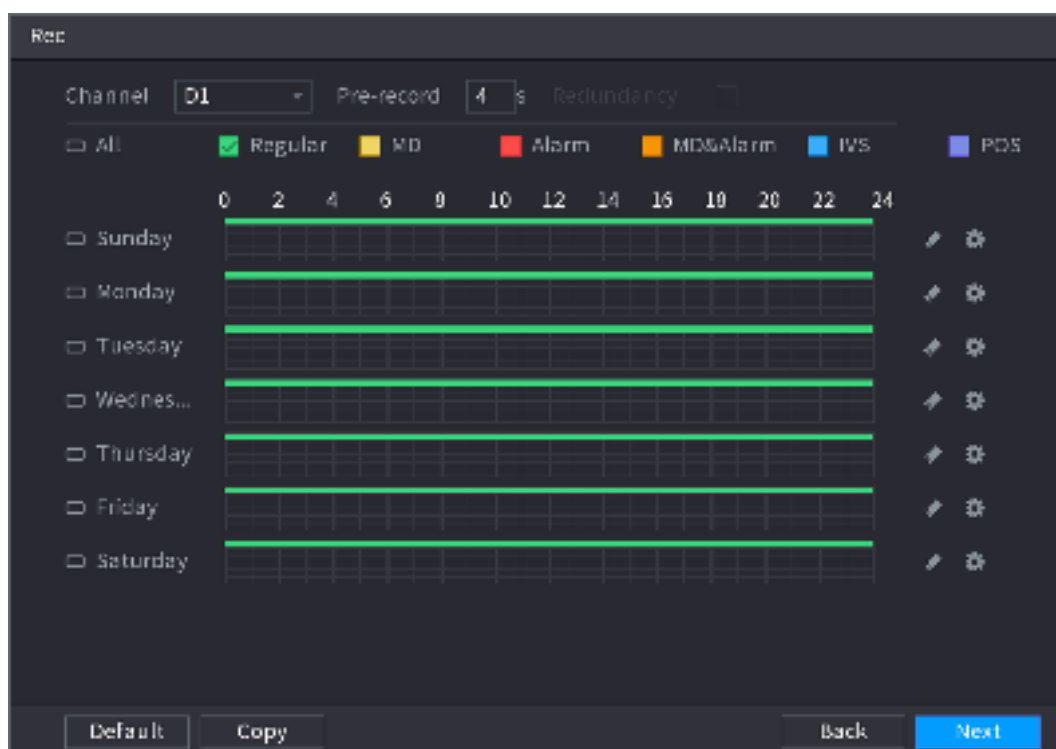 Rec
Channel D1 Pre-record 4 s Redundancy
All Regular MD Alarm MD&Alarm IVS POS
0 2 4 6 8 10 12 14 16 18 20 22 24
Sunday
Monday
Tuesday
Wednes...
Thursday
Friday
Saturday
Default Copy Back Next